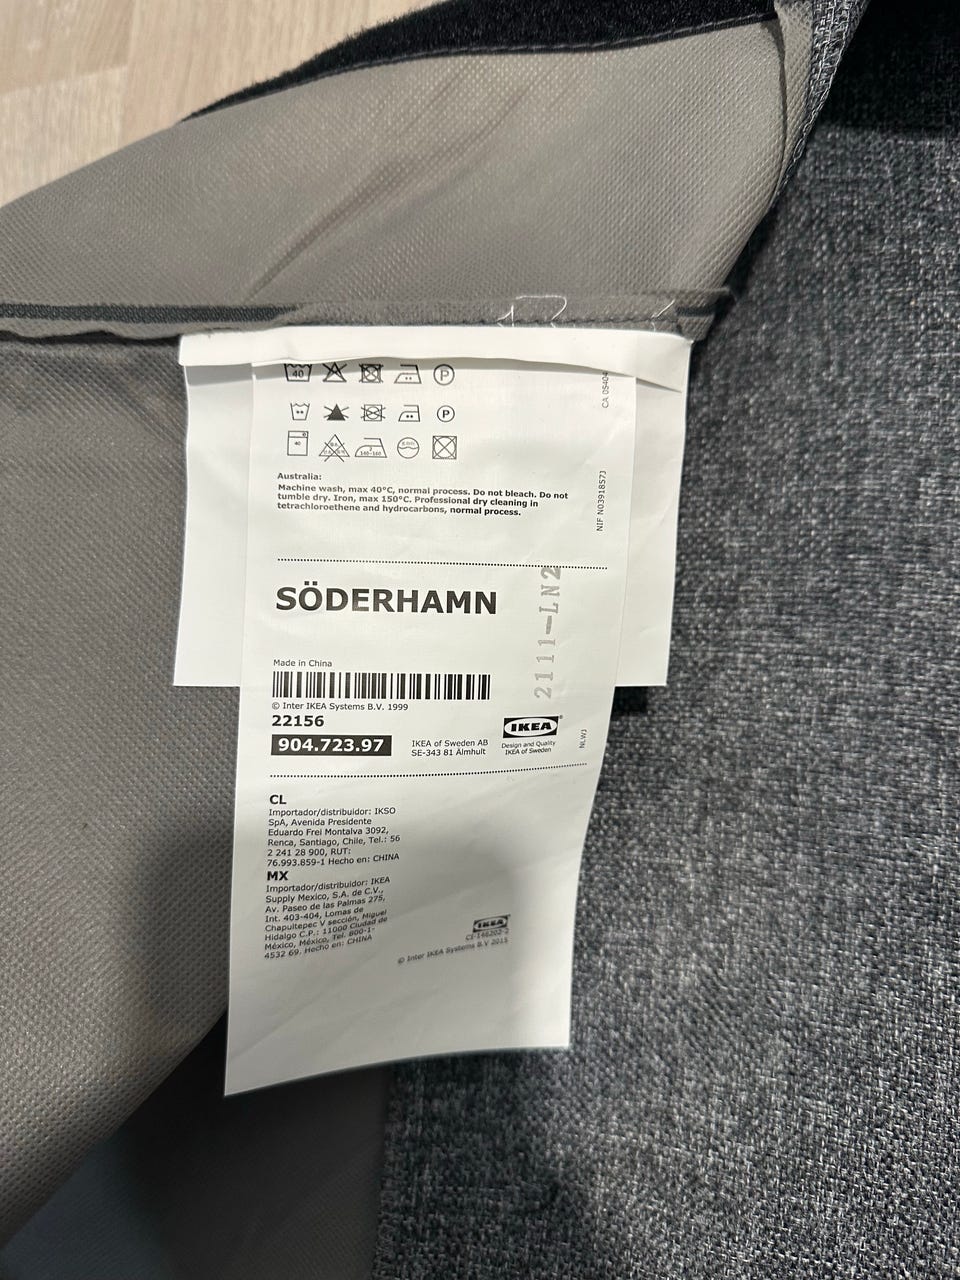 40
P
P
40
140-160
CA 05404
Australia:
Machine wash, max 40°C, normal process. Do not bleach. Do not
tumble dry. Iron, max 150°C. Professional dry cleaning in
tetrachloroethene and hydrocarbons, normal process.
NIF N0391857J
SÖDERHAMN
2111-LN2
Made in China
© Inter IKEA Systems B.V. 1999
22156
904.723.97
IKEA of Sweden AB
SE-343 81 Älmhult
IKEA
Design and Quality
IKEA of Sweden
NLWJ
CL
Importador/distribuidor: IKSO
SpA, Avenida Presidente
Eduardo Frei Montalva 3092,
Renca, Santiago, Chile, Tel.: 56
2 241 28 900, RUT:
76.993.859-1 Hecho en: CHINA
MX
Importador/distribuidor: IKEA
Supply Mexico, S.A. de C.V.,
Av. Paseo de las Palmas 275,
Int. 403-404, Lomas de
Chapultepec V sección, Miguel
Hidalgo C.P.: 11000 Ciudad de
México, México, Tel. 800-1-
4532 69. Hecho en: CHINA
IKEA
CI-146202-2
© Inter IKEA Systems B.V 2015